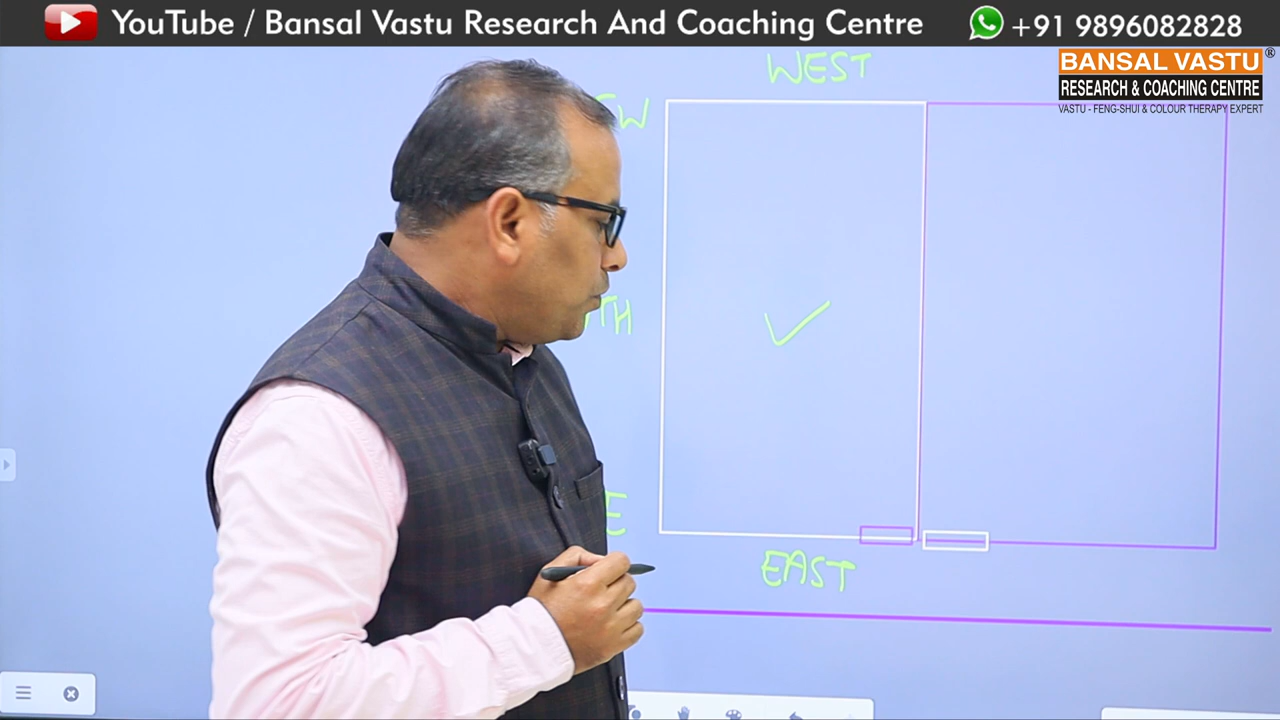 YouTube / Bansal Vastu Research And Coaching Centre
+91 9896082828
BANSAL VASTU®
RESEARCH & COACHING CENTRE
VASTU - FENG-SHUI & COLOUR THERAPY EXPERT
WEST
W
TH
E
EAST